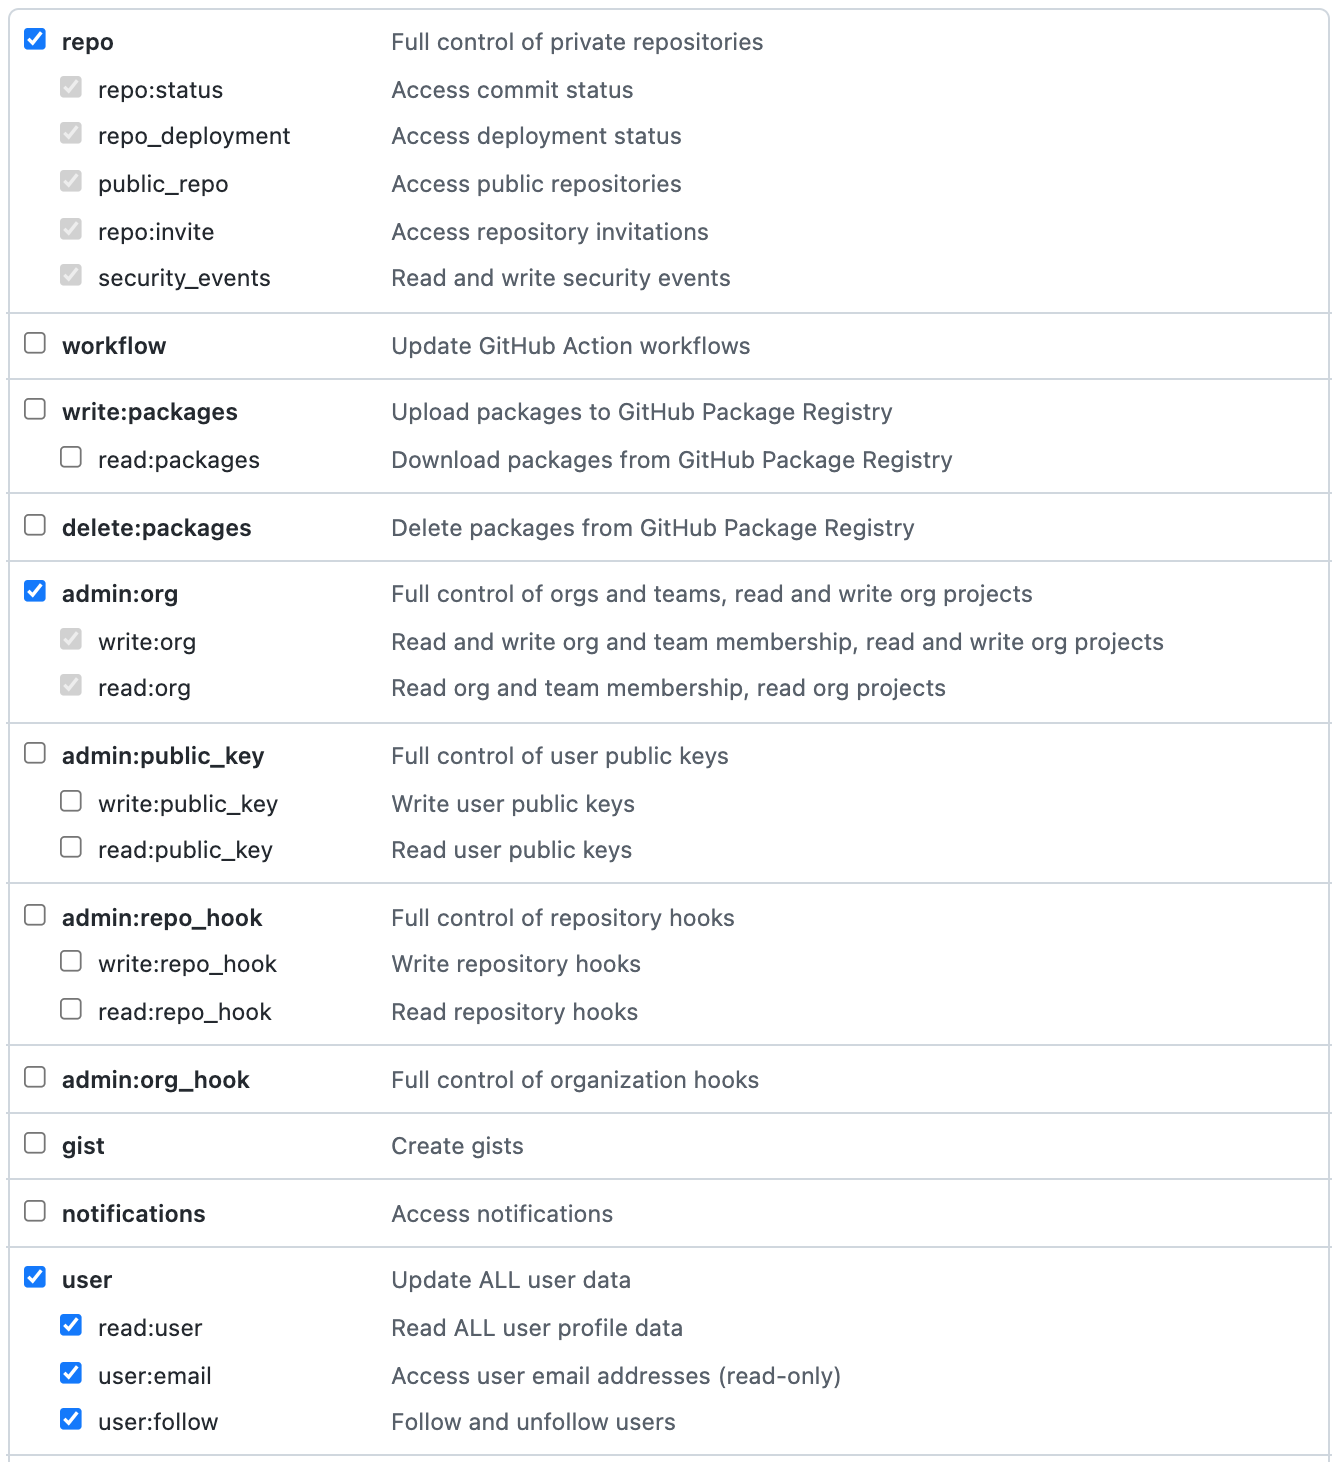 repo Full control of private repositories
repo:status Access commit status
repo_deployment Access deployment status
public_repo Access public repositories
repo:invite Access repository invitations
security_events Read and write security events
workflow Update GitHub Action workflows
write:packages Upload packages to GitHub Package Registry
read:packages Download packages from GitHub Package Registry
delete:packages Delete packages from GitHub Package Registry
admin:org Full control of orgs and teams, read and write org projects
write:org Read and write org and team membership, read and write org projects
read:org Read org and team membership, read org projects
admin:public_key Full control of user public keys
write:public_key Write user public keys
read:public_key Read user public keys
admin:repo_hook Full control of repository hooks
write:repo_hook Write repository hooks
read:repo_hook Read repository hooks
admin:org_hook Full control of organization hooks
gist Create gists
notifications Access notifications
user Update ALL user data
read:user Read ALL user profile data
user:email Access user email addresses (read-only)
user:follow Follow and unfollow users